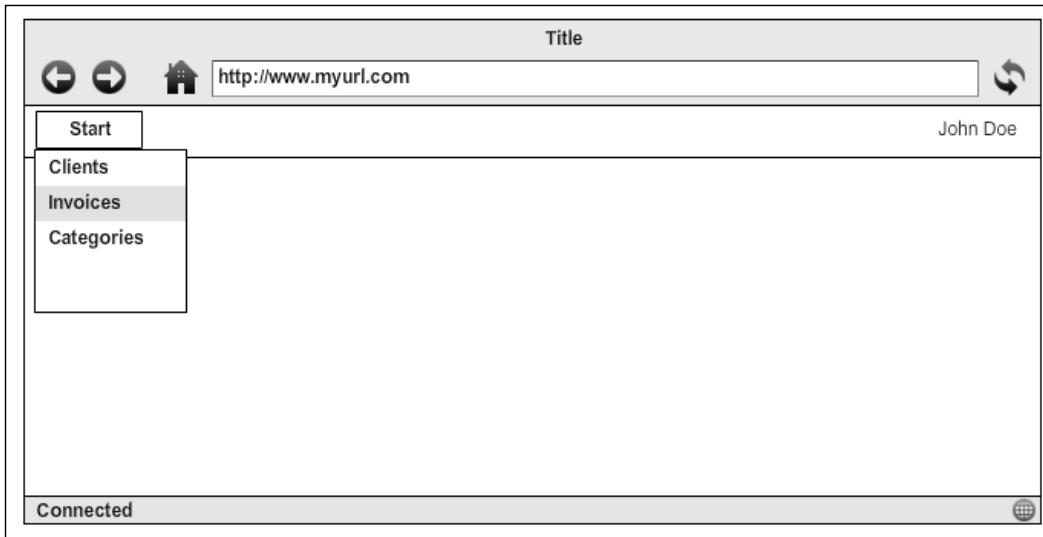 Title
http://www.myurl.com
Start
John Doe
Clients
Invoices
Categories
Connected